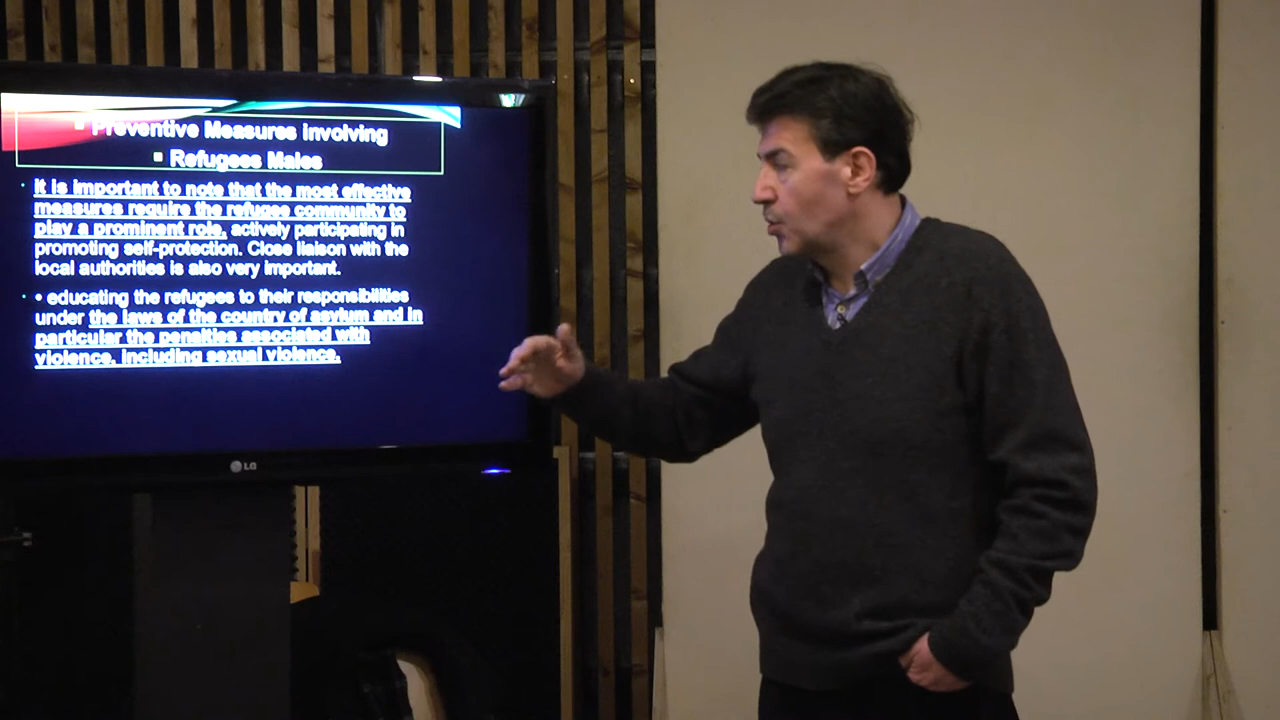 Preventive Measures involving
Refugees Males
It is important to note that the most effective
measures require the refugee community to
play a prominent role, actively participating in
promoting self-protection. Close liaison with the
local authorities is also very important.
• educating the refugees to their responsibilities
under the laws of the country of asylum and in
particular the penalties associated with
violence, including sexual violence.
LG